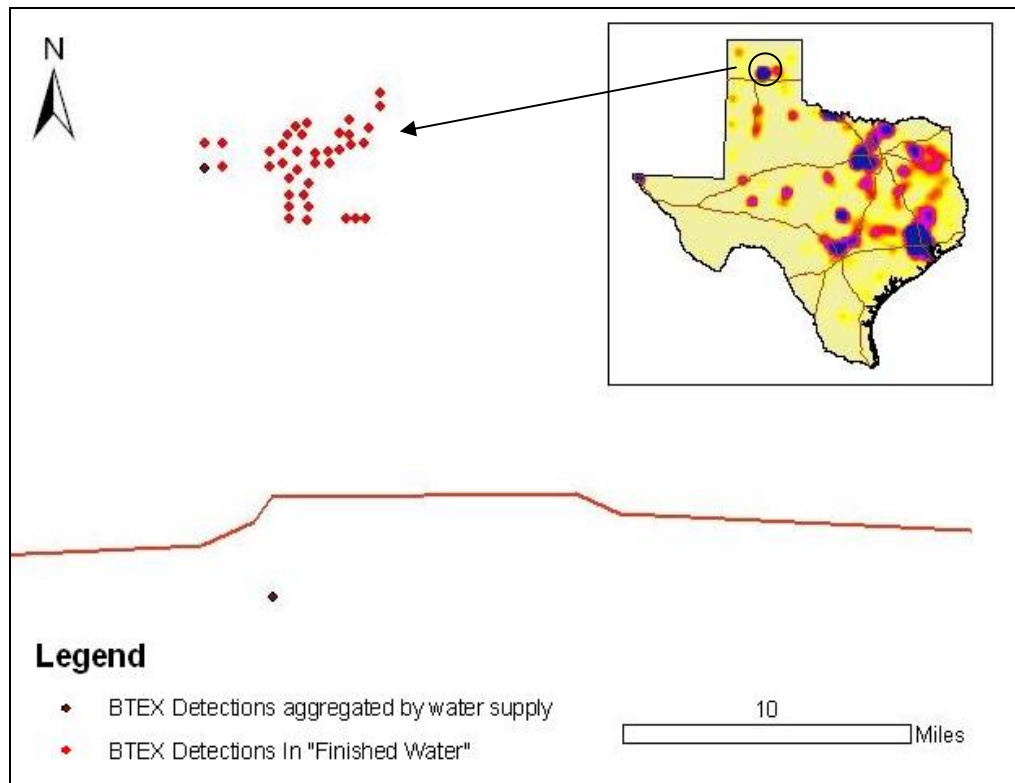 N
Legend
BTEX Detections aggregated by water supply
BTEX Detections In "Finished Water"
10
Miles